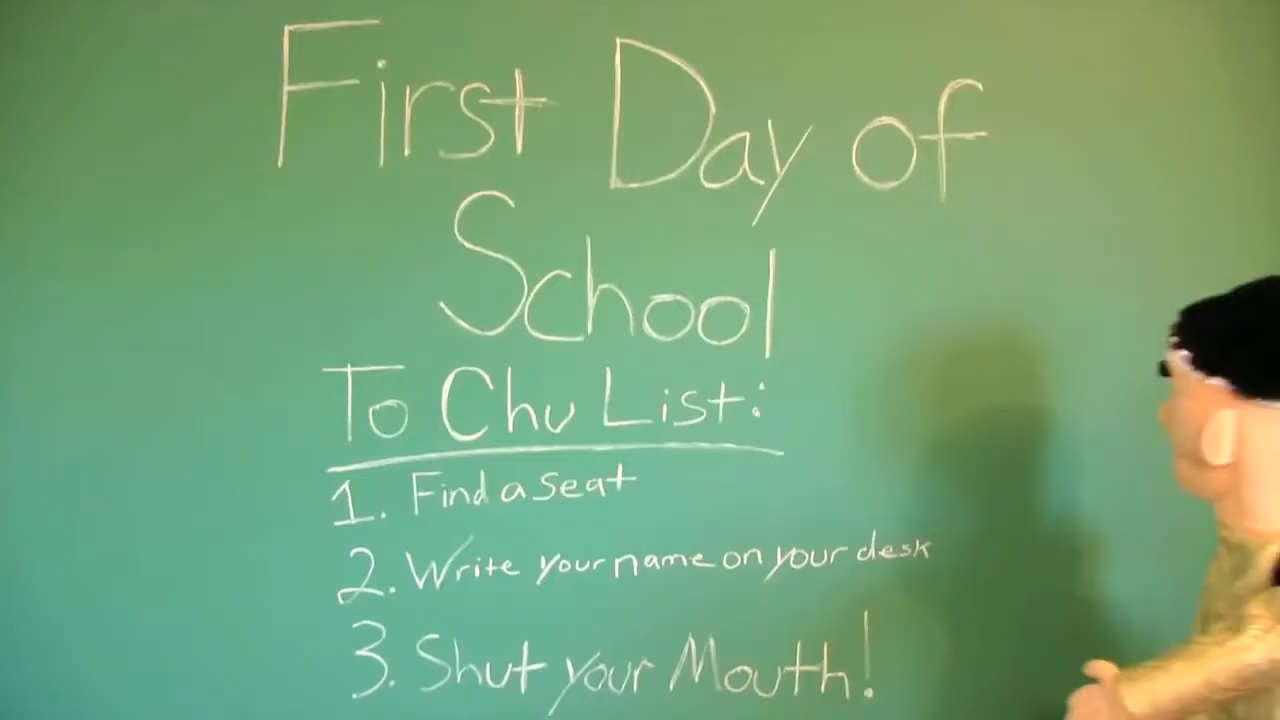 First Day of
School
To Chu List:
1. Find a seat
2. Write your name on your desk
3. Shut your Mouth!